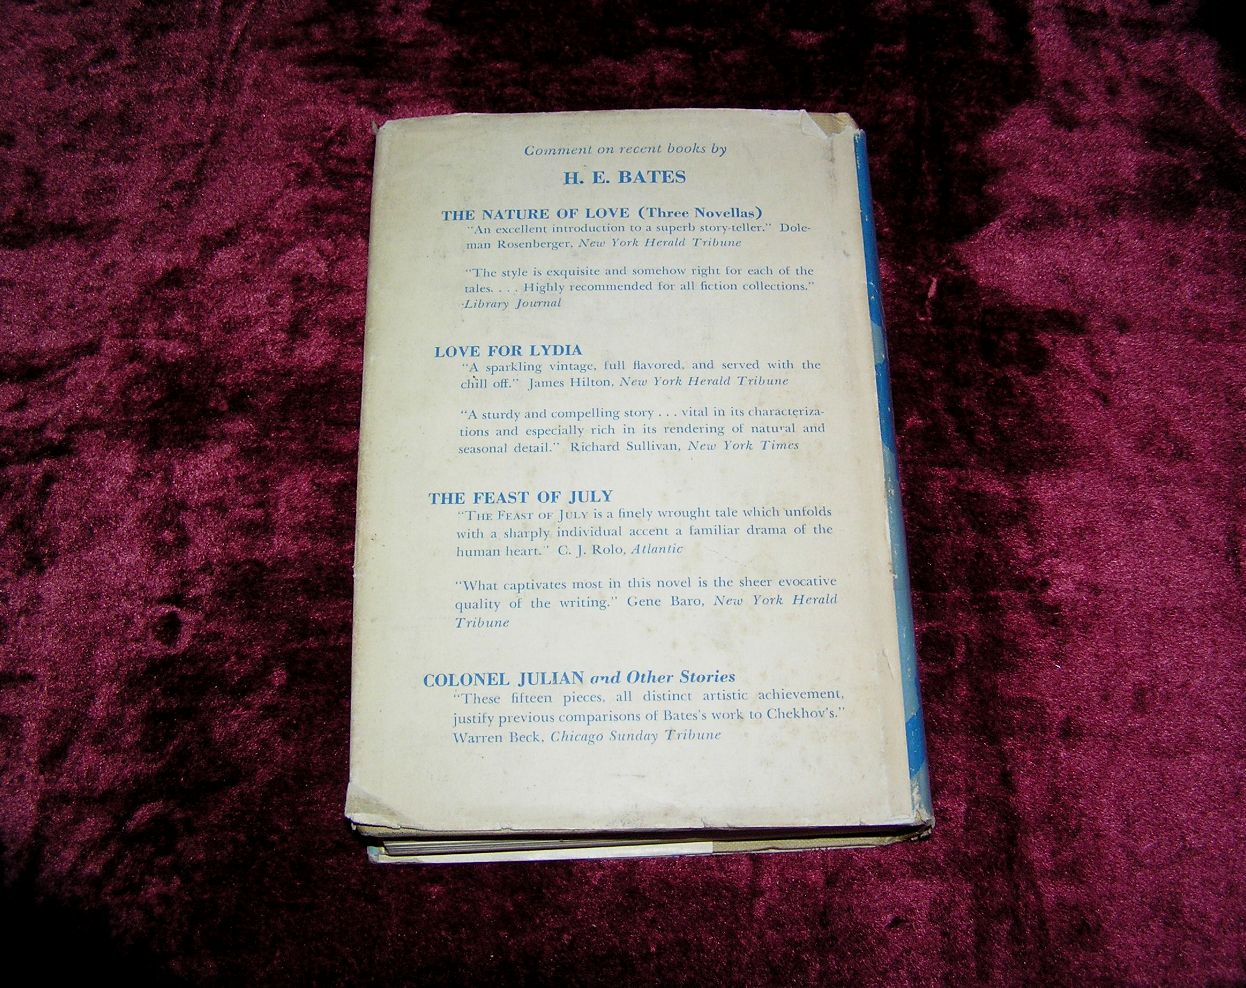 Comment on recent books by
H. E. BATES
THE NATURE OF LOVE (Three Novellas)
"An excellent introduction to a superb story-teller." Dole-
man Rosenberger, New York Herald Tribune
"The style is exquisite and somehow right for each of the
tales. . . . Highly recommended for all fiction collections."
Library Journal
LOVE FOR LYDIA
"A sparkling vintage, full flavored, and served with the
chill off." James Hilton, New York Herald Tribune
"A sturdy and compelling story . . . vital in its characteriza-
tions and especially rich in its rendering of natural and
seasonal detail." Richard Sullivan, New York Times
THE FEAST OF JULY
"THE FEAST OF JULY is a finely wrought tale which unfolds
with a sharply individual accent a familiar drama of the
human heart." C. J. Rolo, Atlantic
"What captivates most in this novel is the sheer evocative
quality of the writing." Gene Baro, New York Herald
Tribune
COLONEL JULIAN and Other Stories
"These fifteen pieces, all distinct artistic achievement,
justify previous comparisons of Bates's work to Chekhov's."
Warren Beck, Chicago Sunday Tribune